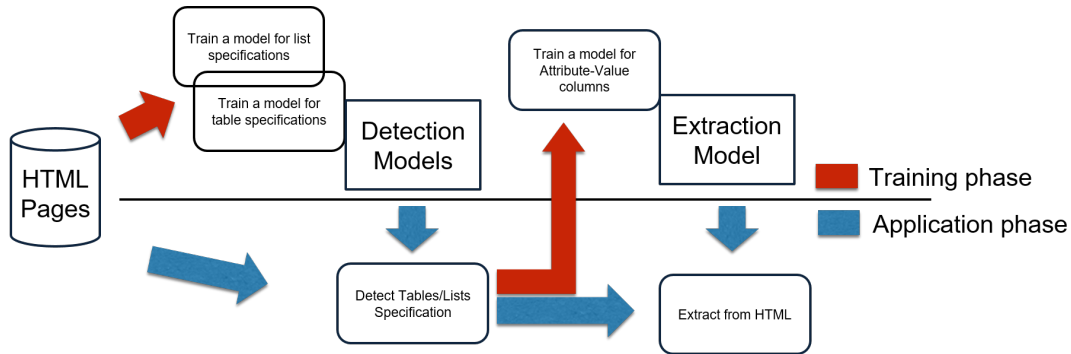 Train a model for list
specifications
Train a model for
table specifications
Detection
Models
Train a model for
Attribute-Value
columns
Extraction
Model
HTML
Pages
Training phase
Application phase
Detect Tables/Lists
Specification
Extract from HTML